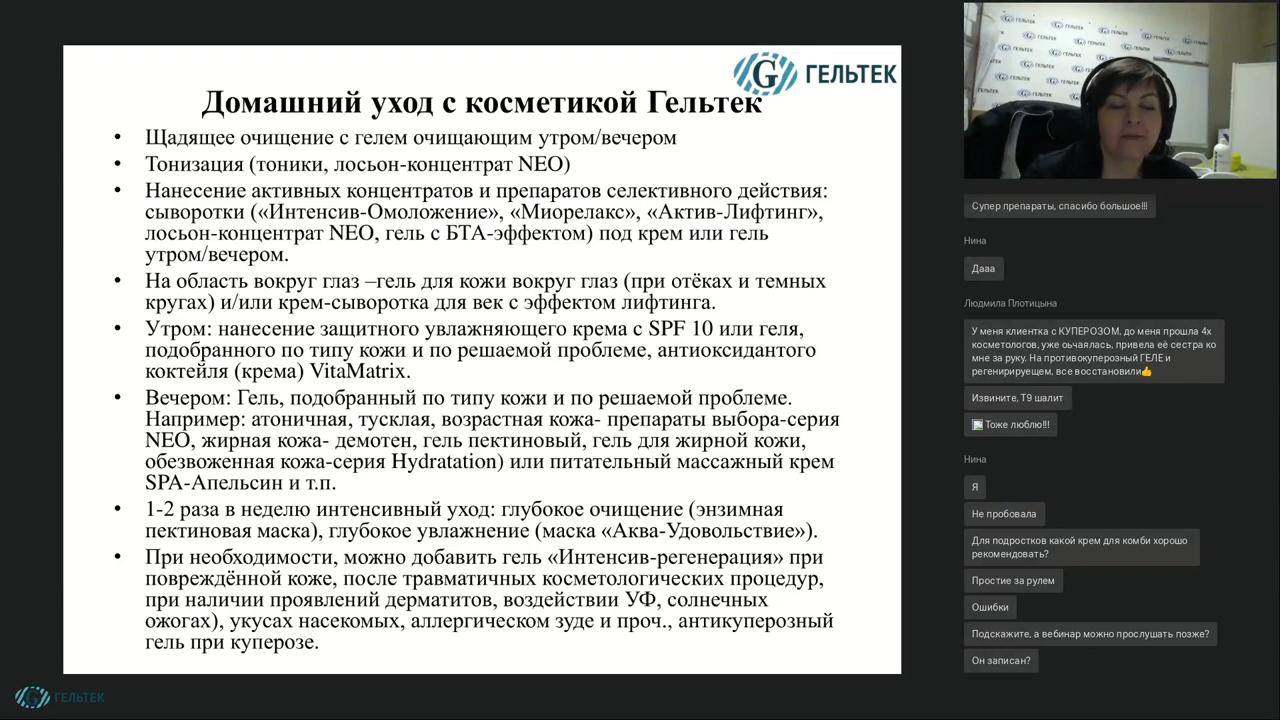 ГЕЛЬТЕК
Домашний уход с косметикой Гельтек
• Щадящее очищение с гелем очищающим утром/вечером
• Тонизация (тоники, лосьон-концентрат NEO)
• Нанесение активных концентратов и препаратов селективного действия:
сыворотки («Интенсив-Омоложение», «Миорелакс», «Актив-Лифтинг»,
лосьон-концентрат NEO, гель с БТА-эффектом) под крем или гель
утром/вечером.
• На область вокруг глаз –гель для кожи вокруг глаз (при отёках и темных
кругах) и/или крем-сыворотка для век с эффектом лифтинга.
• Утром: нанесение защитного увлажняющего крема с SPF 10 или геля,
подобранного по типу кожи и по решаемой проблеме, антиоксидантого
коктейля (крема) VitaMatrix.
• Вечером: Гель, подобранный по типу кожи и по решаемой проблеме.
Например: атоничная, тусклая, возрастная кожа- препараты выбора-серия
NEO, жирная кожа- демотен, гель пектиновый, гель для жирной кожи,
обезвоженная кожа-серия Hydratation) или питательный массажный крем
SPA-Апельсин и т.п.
• 1-2 раза в неделю интенсивный уход: глубокое очищение (энзимная
пектиновая маска), глубокое увлажнение (маска «Аква-Удовольствие»).
• При необходимости, можно добавить гель «Интенсив-регенерация» при
повреждённой коже, после травматичных косметологических процедур,
при наличии проявлений дерматитов, воздействии УФ, солнечных
ожогах), укусах насекомых, аллергическом зуде и проч., антикуперозный
гель при куперозе.
ГЕЛЬТЕК
Супер препараты, спасибо большое!!!
Нина
Дааа
Людмила Плотицына
У меня клиентка с КУПЕРОЗОМ, до меня прошла 4х
косметологов, уже оьчаялась, привела её сестра ко
мне за руку. На противокуперозный ГЕЛЕ и
регенирируещем, все восстановили👍
Извините, Т9 шалит
Тоже люблю!!!
Нина
Я
Не пробовала
Для подростков какой крем для комби хорошо
рекомендовать?
Простие за рулем
Ошибки
Подскажите, а вебинар можно прослушать позже?
Он записан?